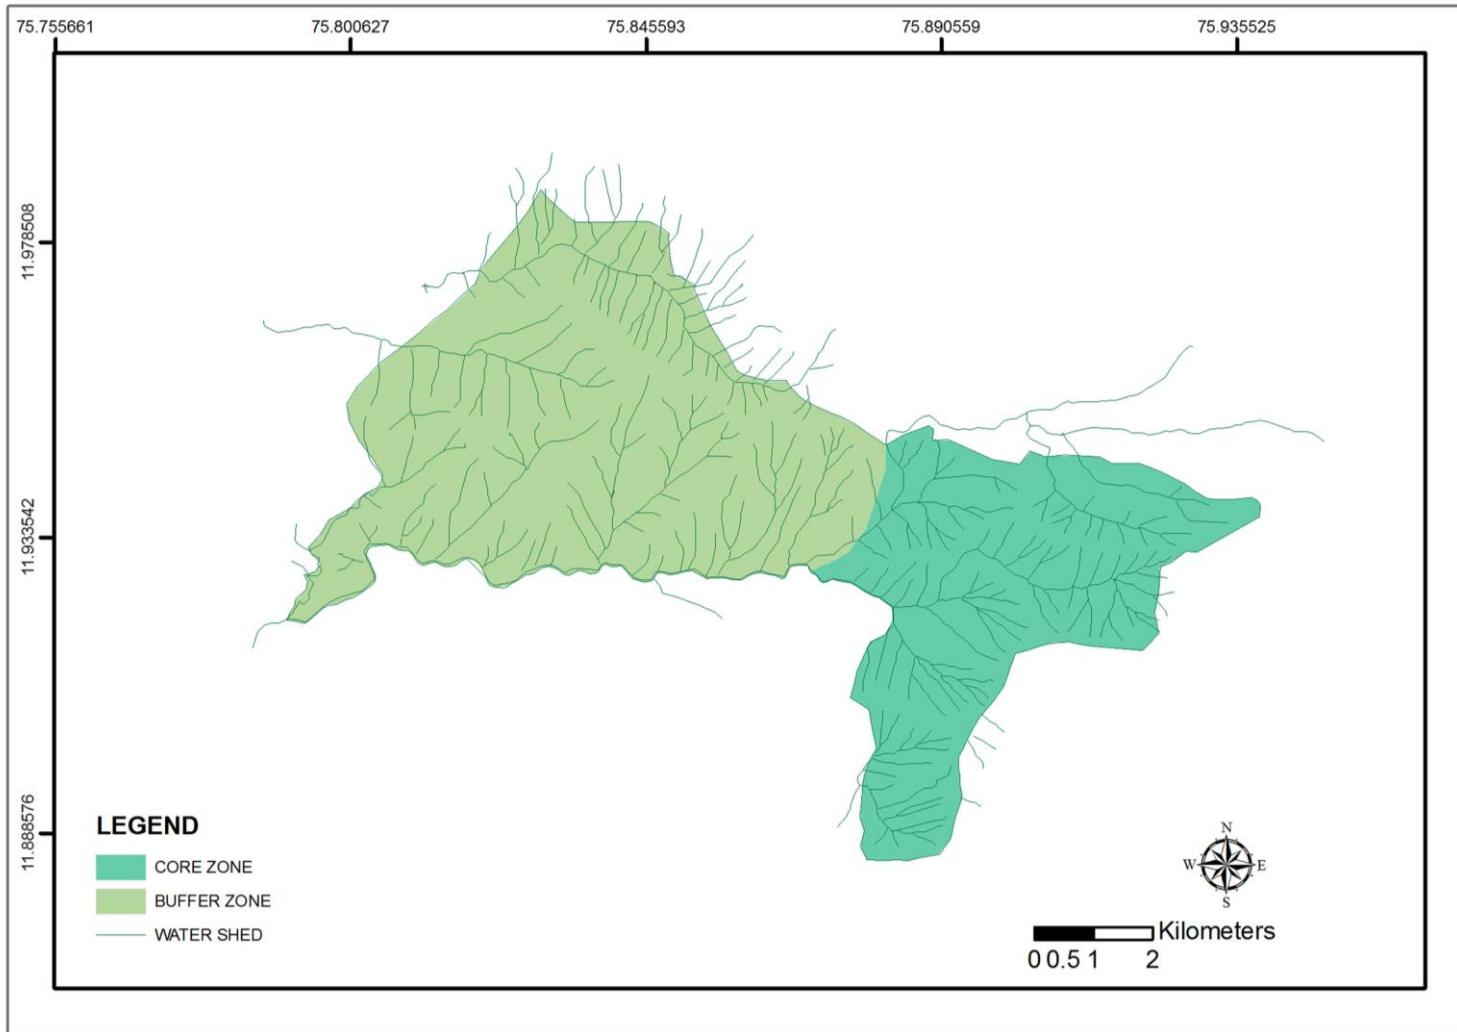 75.755661 75.800627 75.845593 75.890559 75.935525
11.978508
11.933542
11.888576
LEGEND
CORE ZONE
BUFFER ZONE
WATER SHED
N
W E
S
Kilometers
0 0.5 1 2